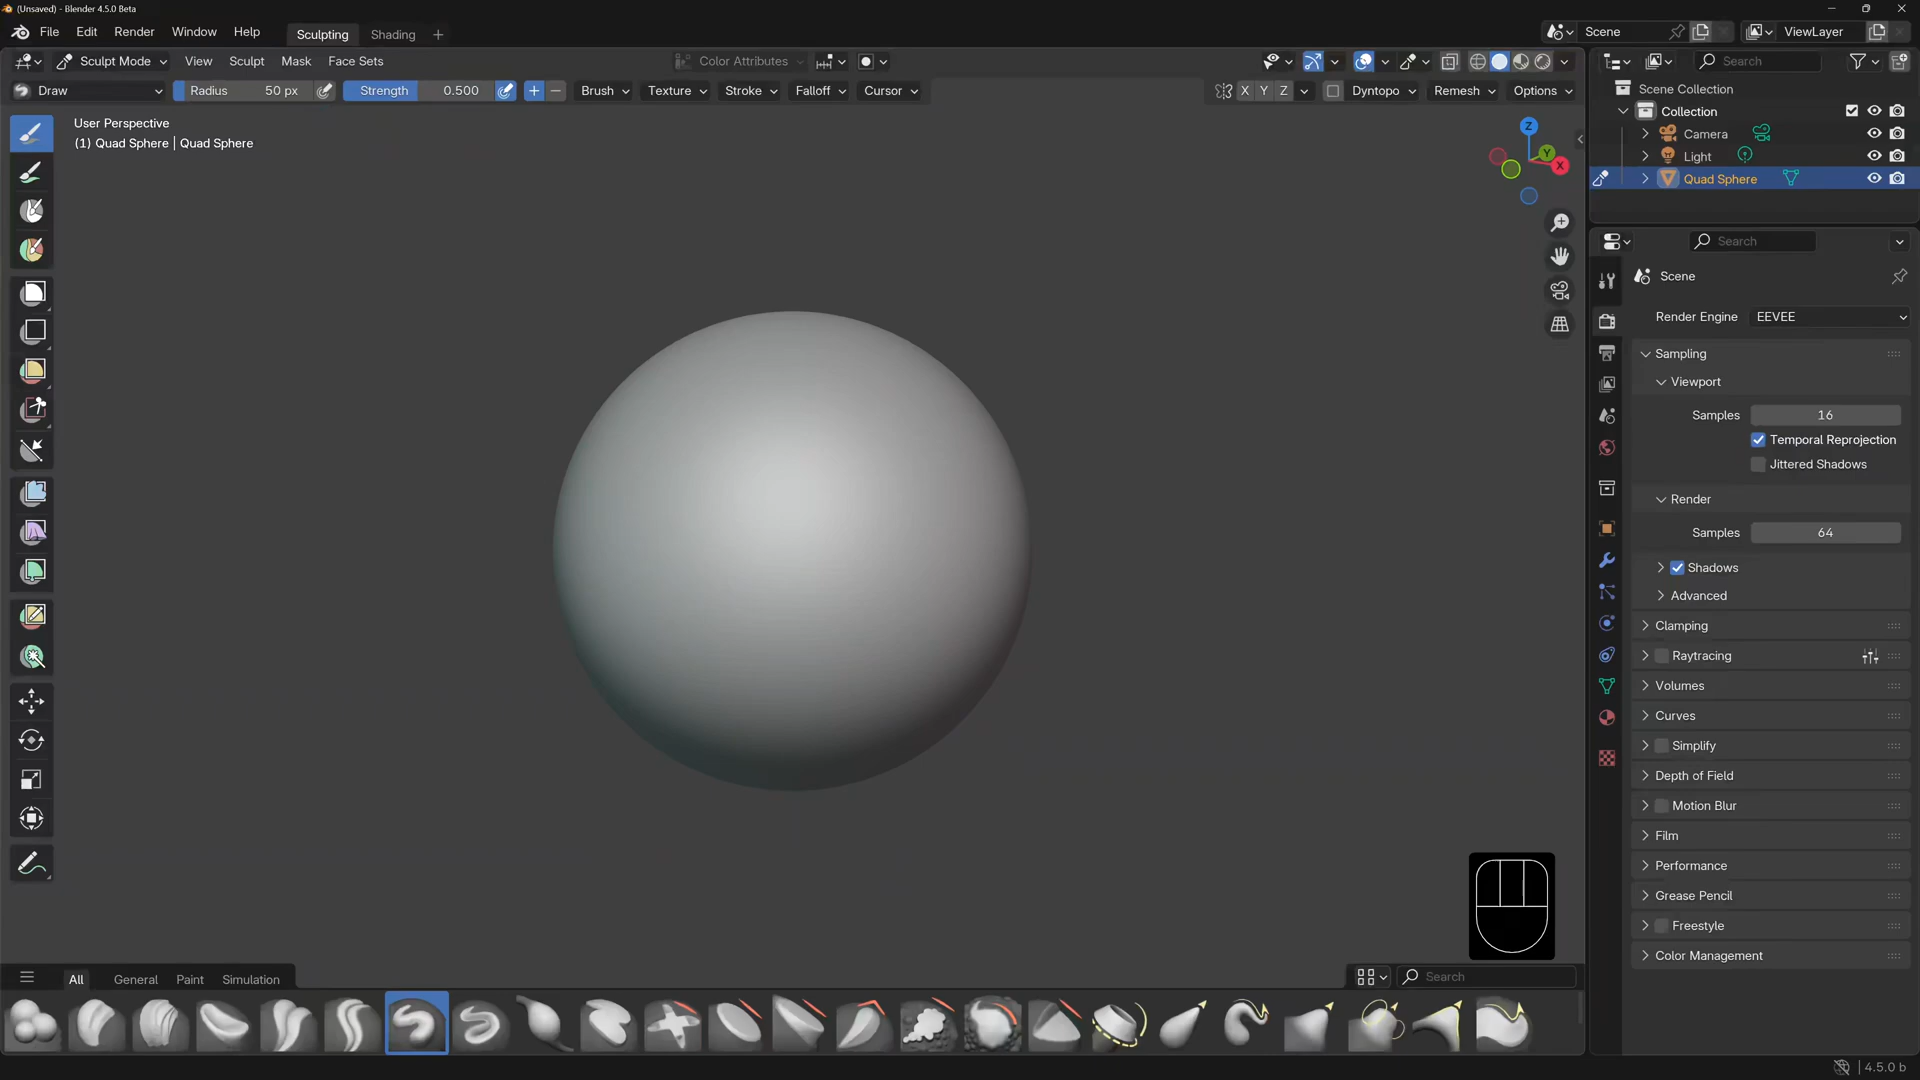 (Unsaved) - Blender 4.5.0 Beta
File Edit Render Window Help Sculpting Shading + Scene ViewLayer
Sculpt Mode View Sculpt Mask Face Sets Color Attributes Search
Draw Radius 50 px Strength 0.500 + − Brush Texture Stroke Falloff Cursor X Y Z Dyntopo Remesh Options
User Perspective
(1) Quad Sphere | Quad Sphere
Z
Y
X
Scene Collection
Collection
Camera
Light
Quad Sphere
Search
Scene
Render Engine EEVEE
Sampling
Viewport
Samples 16
Temporal Reprojection
Jittered Shadows
Render
Samples 64
Shadows
Advanced
Clamping
Raytracing
Volumes
Curves
Simplify
Depth of Field
Motion Blur
Film
Performance
Grease Pencil
Freestyle
Color Management
All General Paint Simulation Search
4.5.0 b